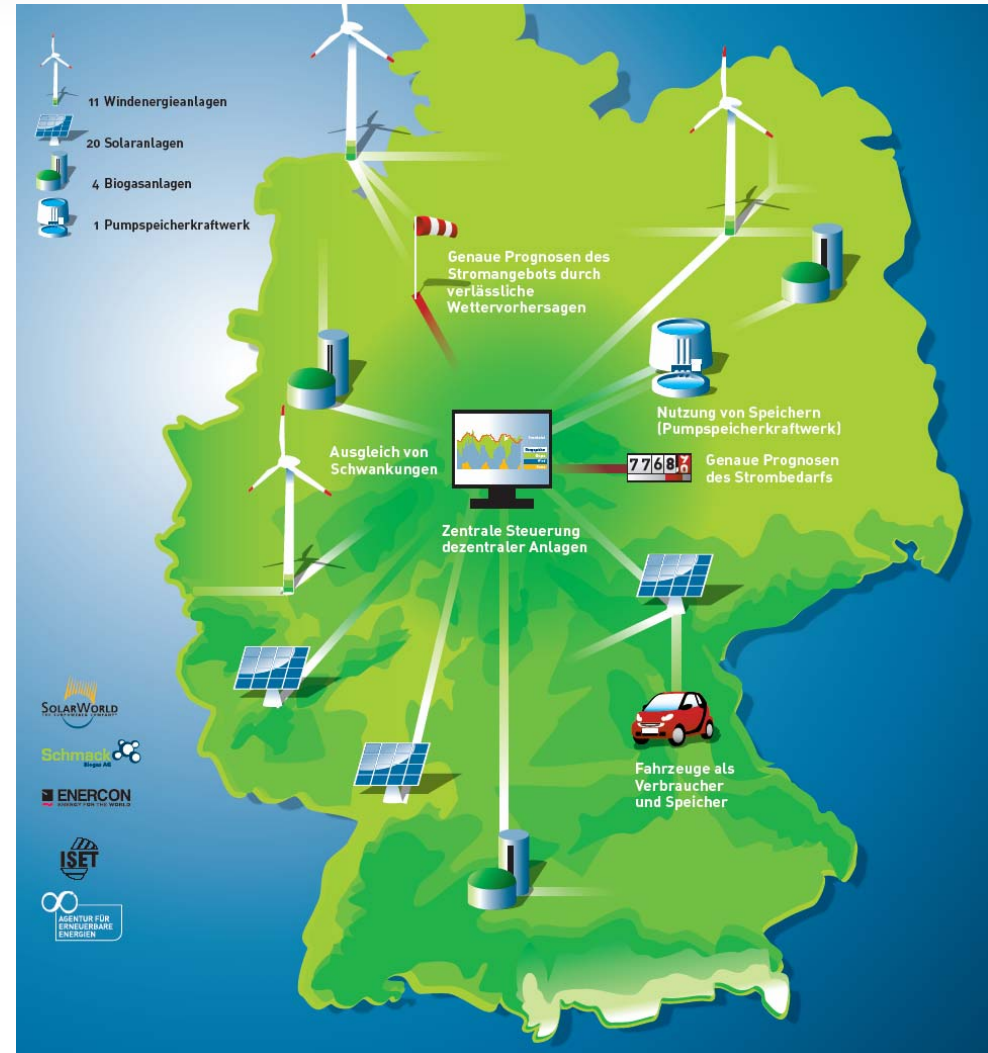 11 Windenergieanlagen
20 Solaranlagen
4 Biogasanlagen
1 Pumpspeicherkraftwerk
Genaue Prognosen des
Stromangebots durch
verlässliche
Wettervorhersagen
Nutzung von Speichern
(Pumpspeicherkraftwerk)
Ausgleich von
Schwankungen
7768,
Genaue Prognosen
des Strombedarfs
Zentrale Steuerung
dezentraler Anlagen
Fahrzeuge als
Verbraucher
und Speicher
SOLARWORLD
Schmack
Biogas AG
ENERCON
ENERGY FOR THE WORLD
ISET
AGENTUR FÜR
ERNEUERBARE
ENERGIEN